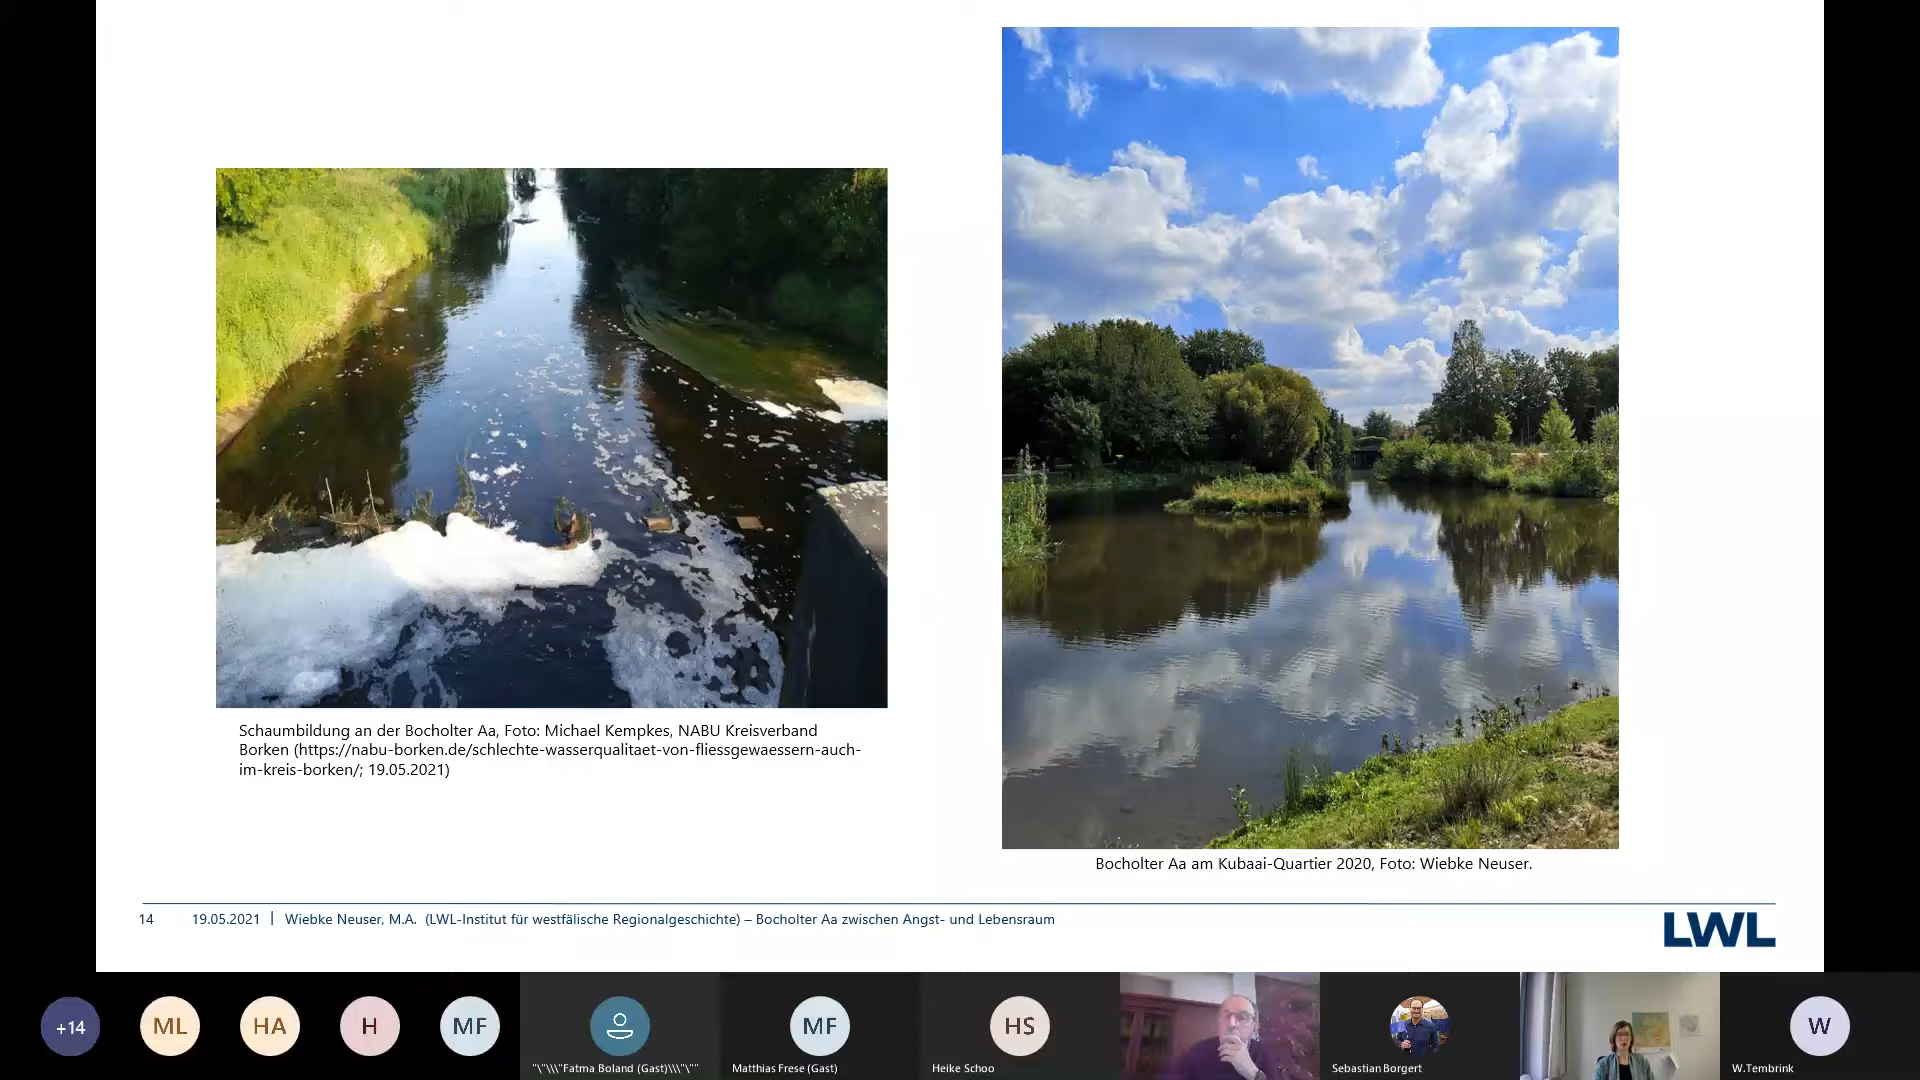 Schaumbildung an der Bocholter Aa, Foto: Michael Kempkes, NABU Kreisverband
Borken (https://nabu-borken.de/schlechte-wasserqualitaet-von-fliessgewaessern-auch-
im-kreis-borken/; 19.05.2021)
Bocholter Aa am Kubaai-Quartier 2020, Foto: Wiebke Neuser.
14 19.05.2021 | Wiebke Neuser, M.A. (LWL-Institut für westfälische Regionalgeschichte) – Bocholter Aa zwischen Angst- und Lebensraum
LWL
+14 ML HA H MF MF HS W
"\"\\\"Fatma Boland (Gast)\\\"\"" Matthias Frese (Gast) Heike Schoo Sebastian Borgert W.Tembrink